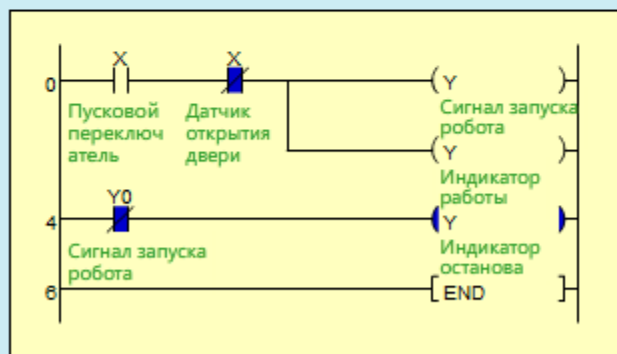 X X
0 Y
Пусковой Датчик Сигнал запуска
переключ открытия робота
атель двери
Y
Индикатор
работы
Y0
4 Y
Сигнал запуска Индикатор
робота останова
6 END